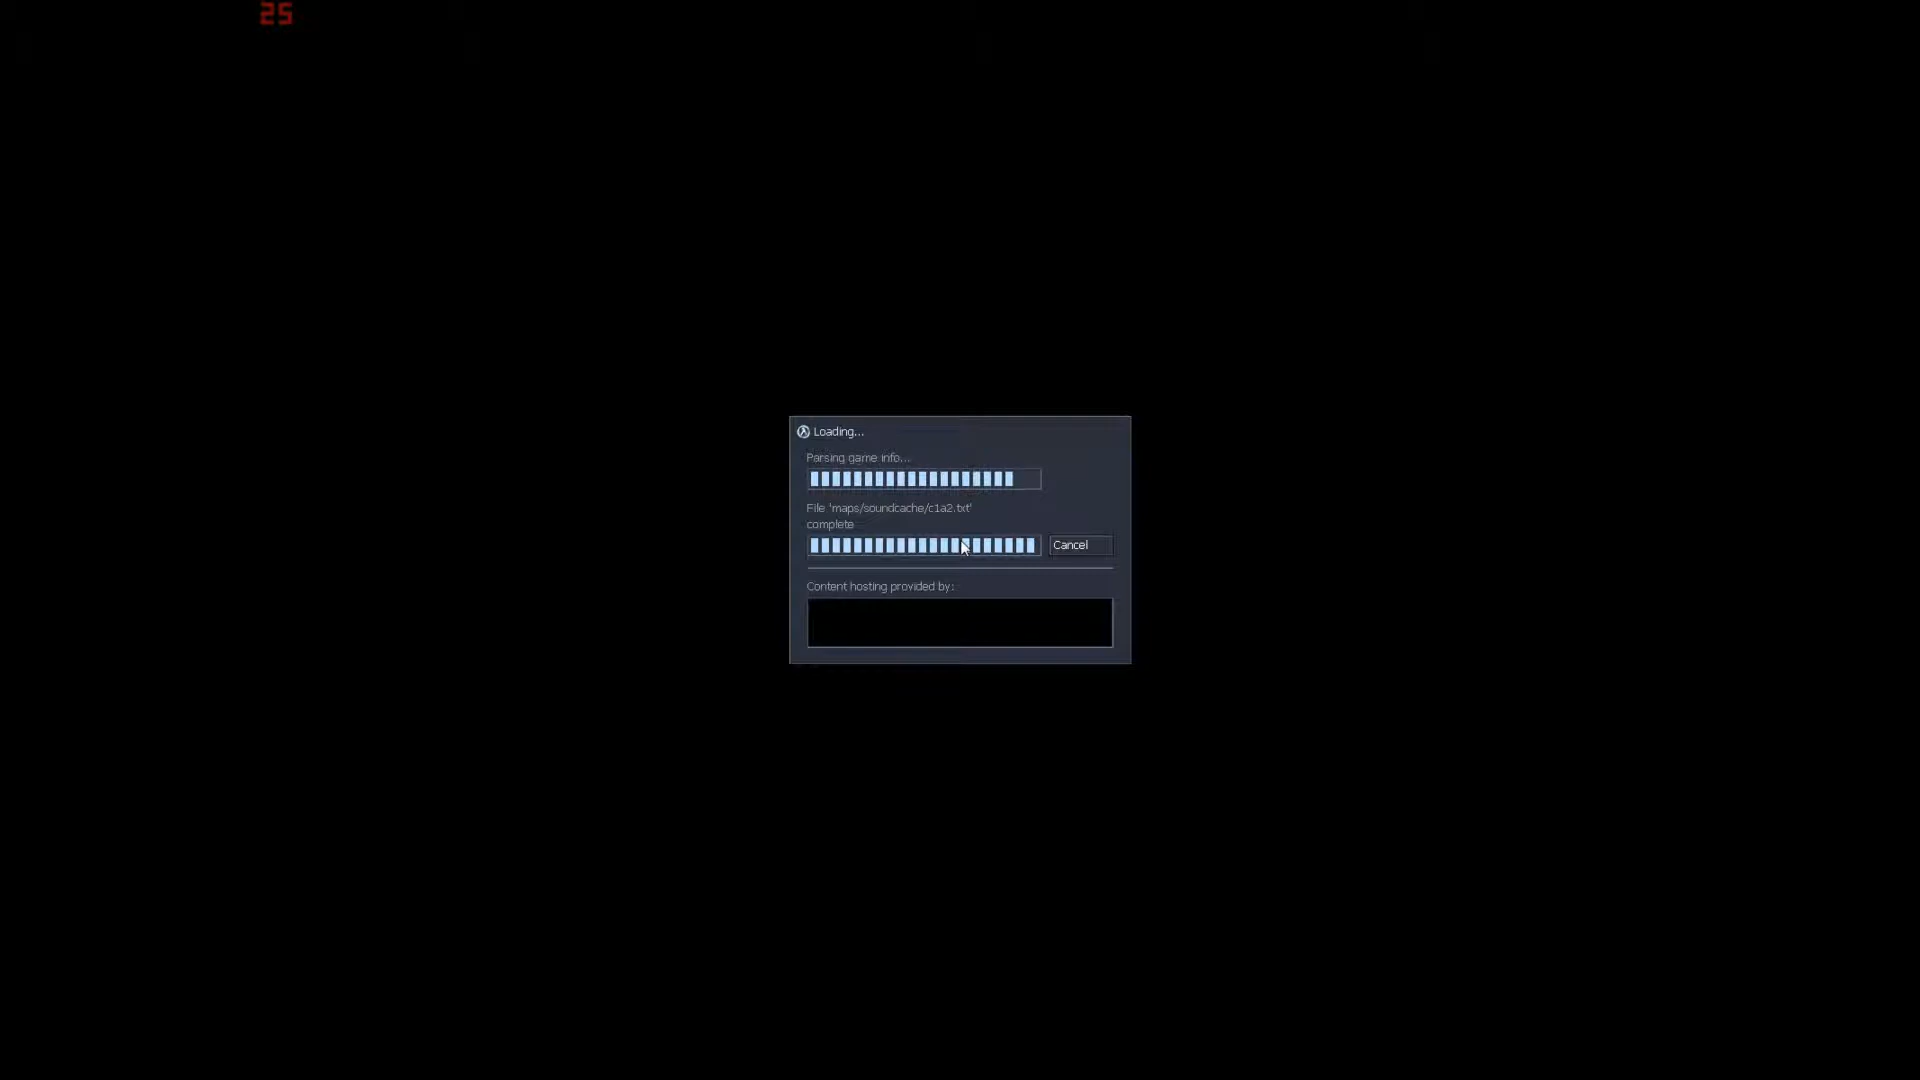 25
Loading...
Parsing game info...
File 'maps/soundcache/c1a2.txt'
complete
Cancel
Content hosting provided by: